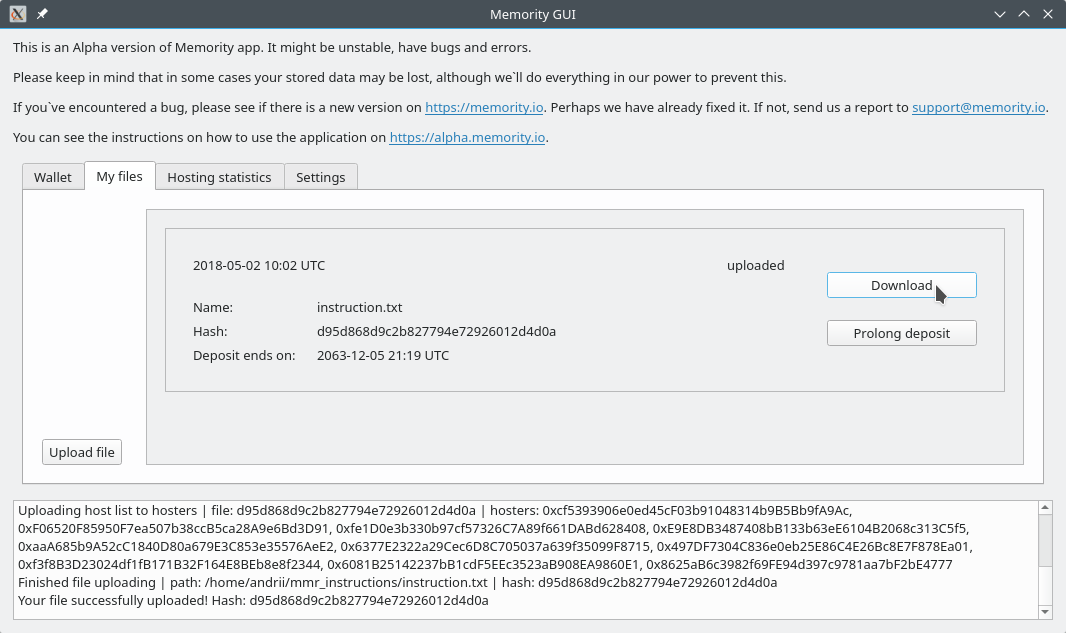 Memority GUI
This is an Alpha version of Memority app. It might be unstable, have bugs and errors.
Please keep in mind that in some cases your stored data may be lost, although we`ll do everything in our power to prevent this.
If you`ve encountered a bug, please see if there is a new version on https://memority.io. Perhaps we have already fixed it. If not, send us a report to support@memority.io.
You can see the instructions on how to use the application on https://alpha.memority.io.
Wallet
My files
Hosting statistics
Settings
2018-05-02 10:02 UTC
uploaded
Download
Name:
instruction.txt
Hash:
d95d868d9c2b827794e72926012d4d0a
Prolong deposit
Deposit ends on:
2063-12-05 21:19 UTC
Upload file
Uploading host list to hosters | file: d95d868d9c2b827794e72926012d4d0a | hosters: 0xcf5393906e0ed45cF03b91048314b9B5Bb9fA9Ac,
0xF06520F85950F7ea507b38ccB5ca28A9e6Bd3D91, 0xfe1D0e3b330b97cf57326C7A89f661DABd628408, 0xE9E8DB3487408bB133b63eE6104B2068c313C5f5,
0xaaA685b9A52cC1840D80a679E3C853e35576AeE2, 0x6377E2322a29Cec6D8C705037a639f35099F8715, 0x497DF7304C836e0eb25E86C4E26Bc8E7F878Ea01,
0xf3f8B3D23024df1fB171B32F164E8BEb8e8f2344, 0x6081B25142237bB1cdF5EEc3523aB908EA9860E1, 0x8625aB6c3982f69FE94d397c9781aa7bF2bE4777
Finished file uploading | path: /home/andrii/mmr_instructions/instruction.txt | hash: d95d868d9c2b827794e72926012d4d0a
Your file successfully uploaded! Hash: d95d868d9c2b827794e72926012d4d0a